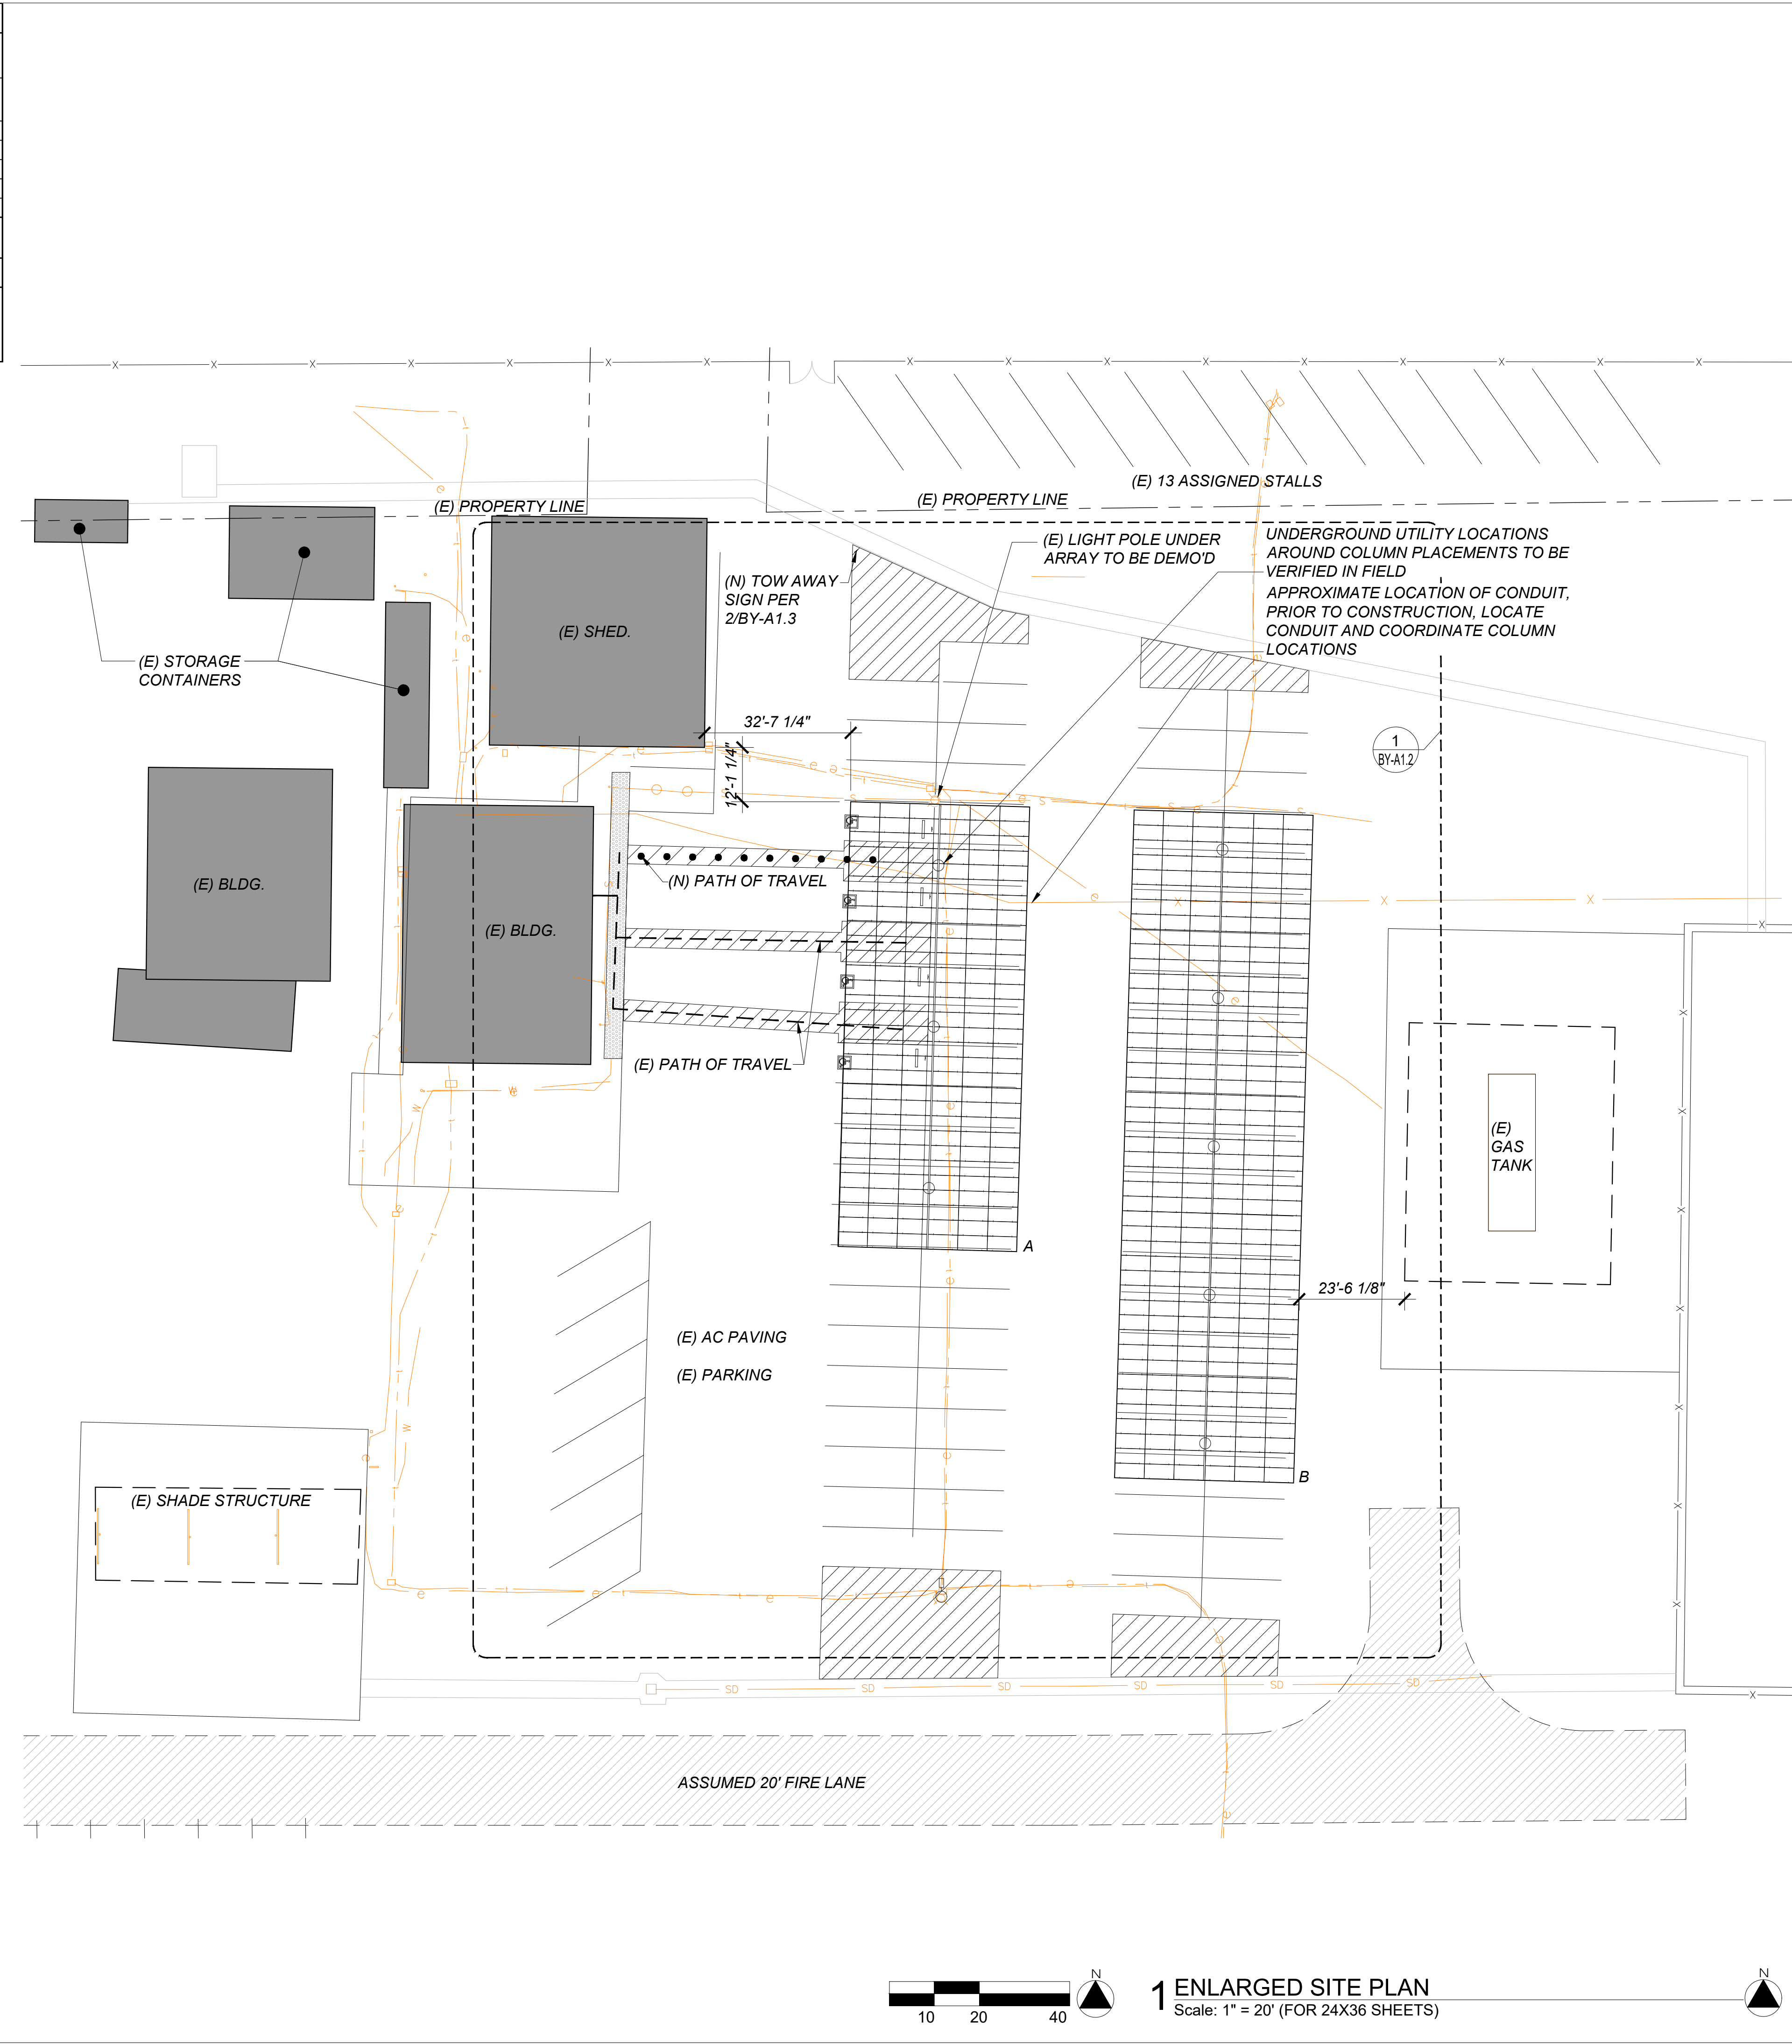 (E) 13 ASSIGNED STALLS
(E) PROPERTY LINE
(E) PROPERTY LINE
(E) LIGHT POLE UNDER
ARRAY TO BE DEMO'D
UNDERGROUND UTILITY LOCATIONS
AROUND COLUMN PLACEMENTS TO BE
VERIFIED IN FIELD
APPROXIMATE LOCATION OF CONDUIT,
PRIOR TO CONSTRUCTION, LOCATE
CONDUIT AND COORDINATE COLUMN
LOCATIONS
(N) TOW AWAY
SIGN PER
2/BY-A1.3
(E) SHED.
(E) STORAGE
CONTAINERS
32'-7 1/4"
12'-1 1/4"
1
BY-A1.2
(E) BLDG.
(N) PATH OF TRAVEL
(E) BLDG.
(E) PATH OF TRAVEL
(E)
GAS
TANK
A
23'-6 1/8"
(E) AC PAVING
(E) PARKING
B
(E) SHADE STRUCTURE
SD SD SD SD SD SD
ASSUMED 20' FIRE LANE
N
10 20 40
1 ENLARGED SITE PLAN
Scale: 1" = 20' (FOR 24X36 SHEETS)
N